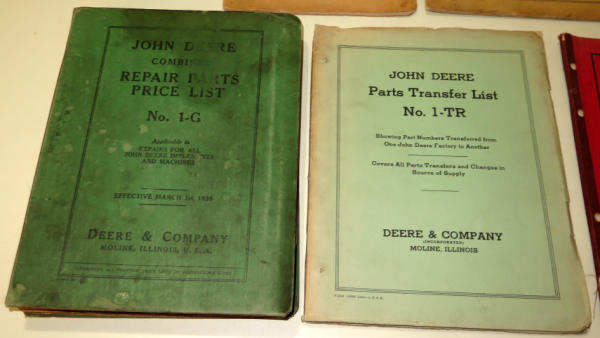 JOHN DEERE
COMBINED
REPAIR PARTS
PRICE LIST
No. 1-G
Applicable to
REPAIRS FOR ALL
JOHN DEERE IMPLEMENTS
AND MACHINES
EFFECTIVE MARCH 1st,
DEERE & COMPANY
MOLINE, ILLINOIS, U.S.A.
JOHN DEERE
Parts Transfer List
No. 1-TR
Showing Part Numbers Transferred from
One John Deere Factory to Another
Covers All Parts Transfers and Changes in
Source of Supply
DEERE & COMPANY
(INCORPORATED)
MOLINE, ILLINOIS